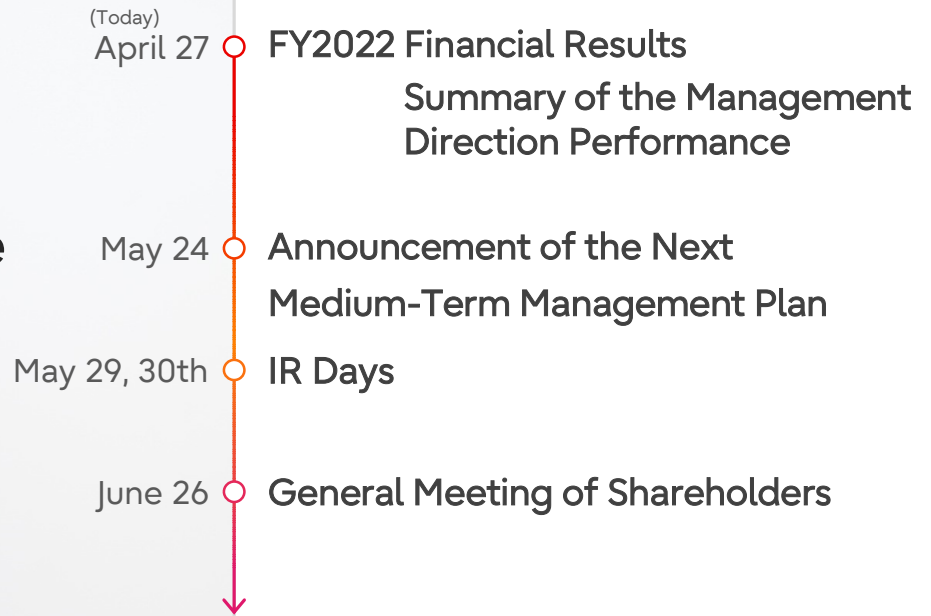 (Today)
April 27 FY2022 Financial Results
Summary of the Management
Direction Performance
May 24 Announcement of the Next
Medium-Term Management Plan
May 29, 30th IR Days
June 26 General Meeting of Shareholders